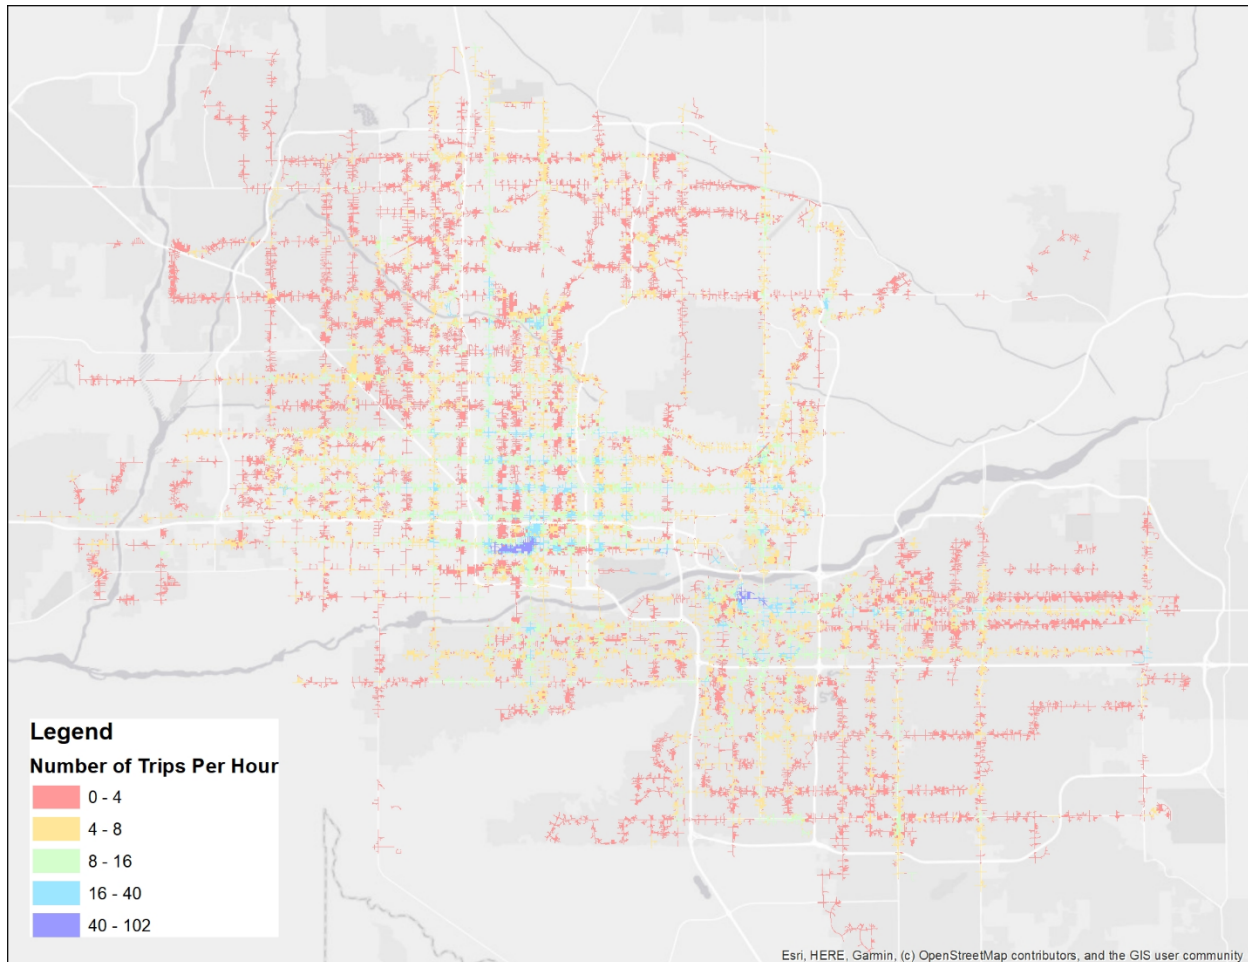 Legend
Number of Trips Per Hour
0 - 4
4 - 8
8 - 16
16 - 40
40 - 102
Esri, HERE, Garmin, (c) OpenStreetMap contributors, and the GIS user community